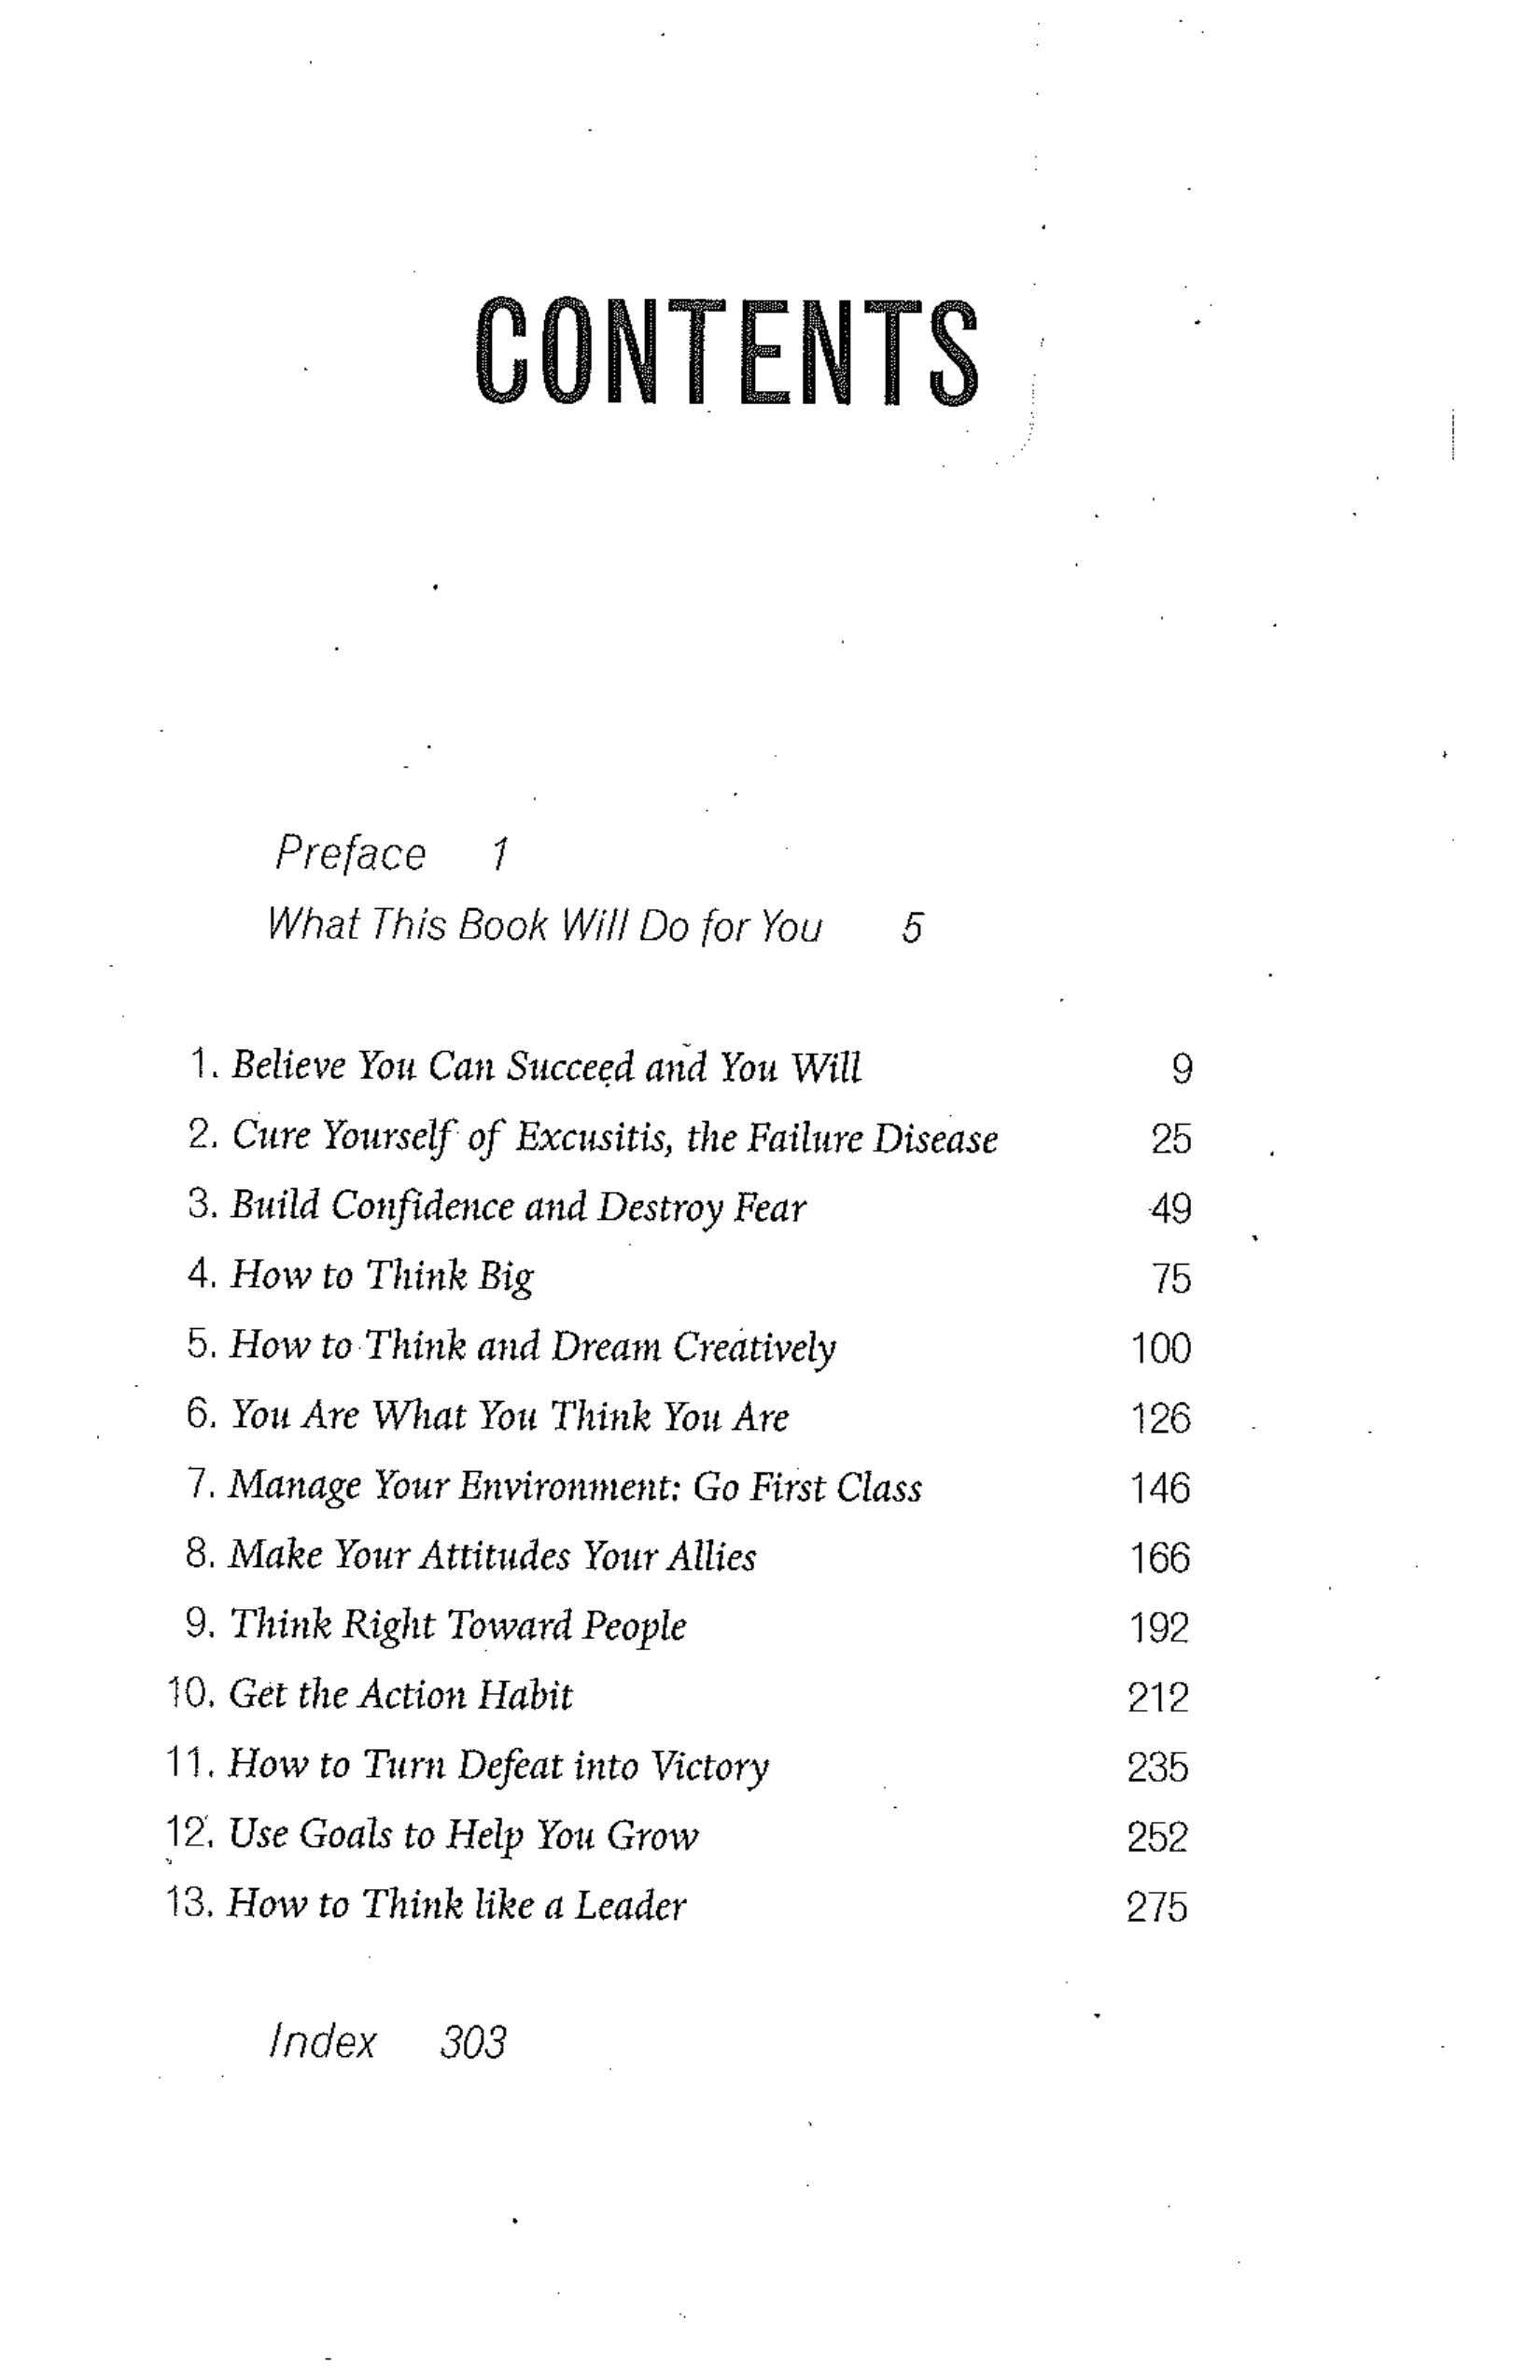 CONTENTS
Preface 1
What This Book Will Do for You 5
1. Believe You Can Succeed and You Will 9
2. Cure Yourself of Excusitis, the Failure Disease 25
3. Build Confidence and Destroy Fear 49
4. How to Think Big 75
5. How to Think and Dream Creatively 100
6. You Are What You Think You Are 126
7. Manage Your Environment: Go First Class 146
8. Make Your Attitudes Your Allies 166
9. Think Right Toward People 192
10. Get the Action Habit 212
11. How to Turn Defeat into Victory 235
12. Use Goals to Help You Grow 252
13. How to Think like a Leader 275
Index 303